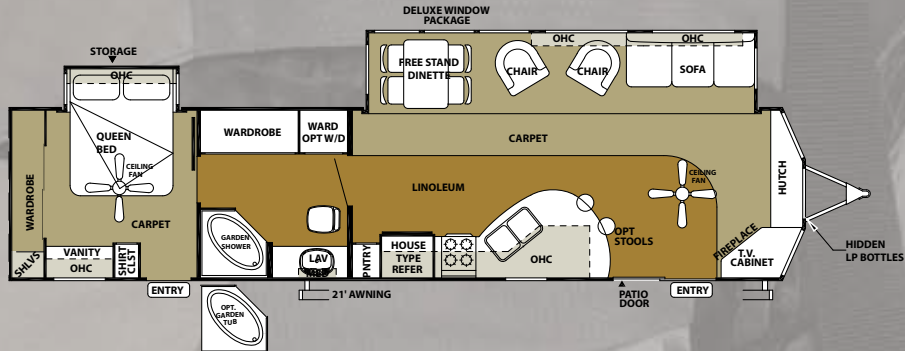 DELUXE WINDOW
PACKAGE
STORAGE
OHC
QUEEN
BED
CEILING
FAN
WARDROBE
CARPET
SHLVS
VANITY
OHC
SHIRT
CLST
ENTRY
WARDROBE
WARD
OPT W/D
GARDEN
SHOWER
LAV
OPT.
GARDEN
TUB
21' AWNING
FREE STAND
DINETTE
CHAIR
OHC
CHAIR
OHC
SOFA
CARPET
LINOLEUM
CEILING
FAN
PNTRY
HOUSE
TYPE
REFER
OHC
OPT
STOOLS
PATIO
DOOR
ENTRY
FIREPLACE
T.V.
CABINET
HUTCH
HIDDEN
LP BOTTLES